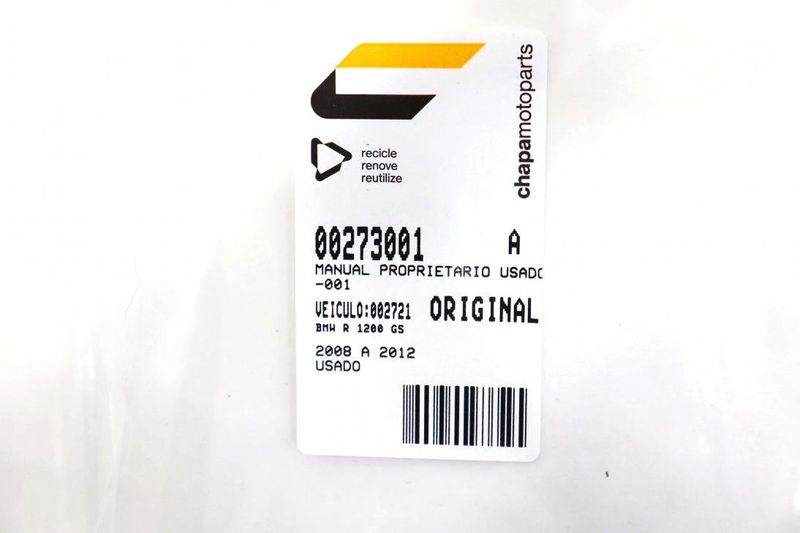 chapamotoparts
recicle
renove
reutilize
00273001 A
MANUAL PROPRIETARIO USADO
-001
VEICULO:002721 ORIGINAL
BMW R 1200 GS
2008 A 2012
USADO